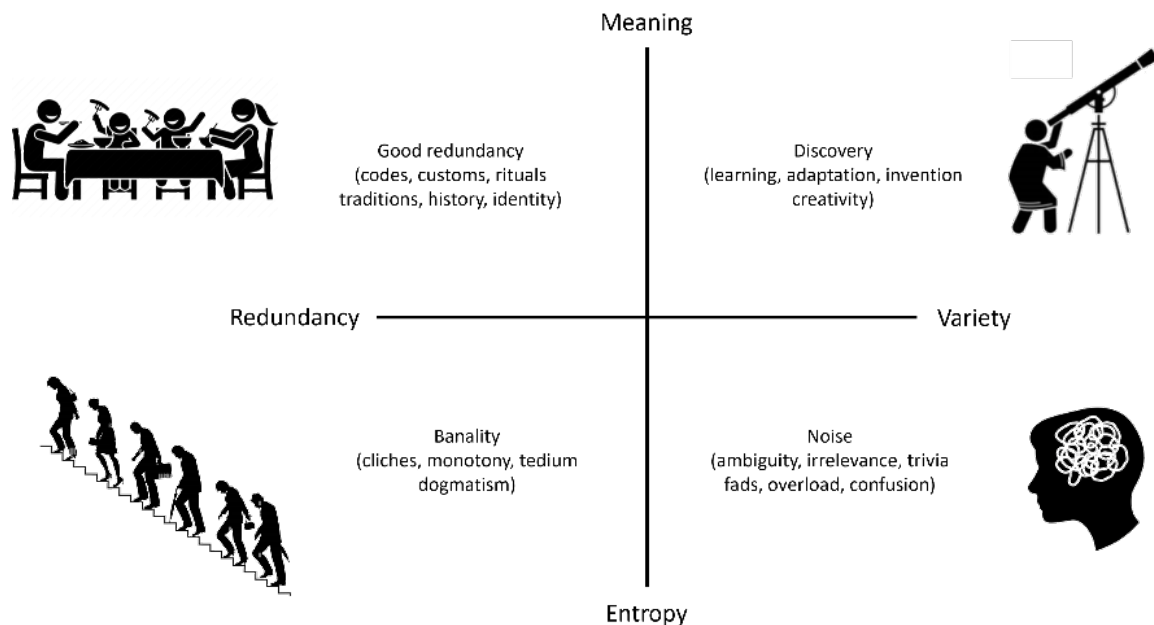 Meaning
Good redundancy
(codes, customs, rituals
traditions, history, identity)
Discovery
(learning, adaptation, invention
creativity)
Redundancy
Variety
Banality
(cliches, monotony, tedium
dogmatism)
Noise
(ambiguity, irrelevance, trivia
fads, overload, confusion)
Entropy